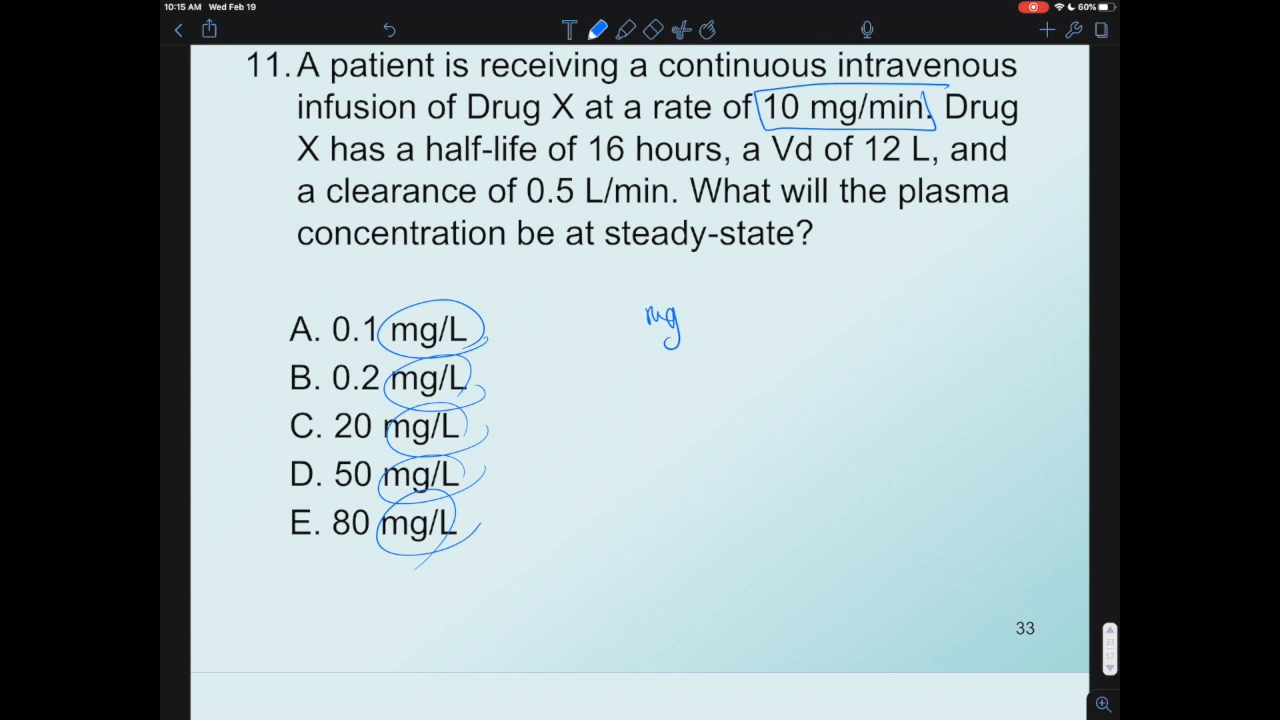 10:15 AM Wed Feb 19
60%
11. A patient is receiving a continuous intravenous
infusion of Drug X at a rate of 10 mg/min. Drug
X has a half-life of 16 hours, a Vd of 12 L, and
a clearance of 0.5 L/min. What will the plasma
concentration be at steady-state?
A. 0.1 mg/L
mg
B. 0.2 mg/L
C. 20 mg/L
D. 50 mg/L
E. 80 mg/L
33
33
57